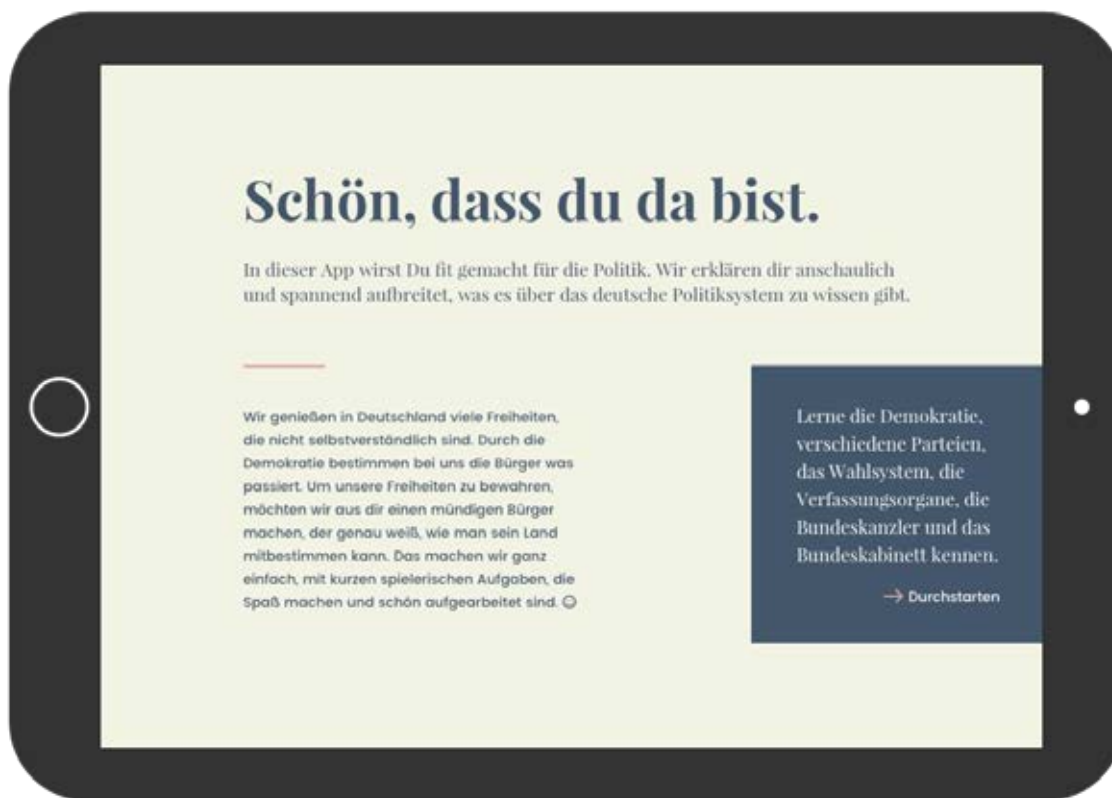 Schön, dass du da bist.
In dieser App wirst Du fit gemacht für die Politik. Wir erklären dir anschaulich
und spannend aufbreitet, was es über das deutsche Politiksystem zu wissen gibt.
Wir genießen in Deutschland viele Freiheiten,
die nicht selbstverständlich sind. Durch die
Demokratie bestimmen bei uns die Bürger was
passiert. Um unsere Freiheiten zu bewahren,
möchten wir aus dir einen mündigen Bürger
machen, der genau weiß, wie man sein Land
mitbestimmen kann. Das machen wir ganz
einfach, mit kurzen spielerischen Aufgaben, die
Spaß machen und schön aufgearbeitet sind. ☺
Lerne die Demokratie,
verschiedene Parteien,
das Wahlsystem, die
Verfassungsorgane, die
Bundeskanzler und das
Bundeskabinett kennen.
→ Durchstarten